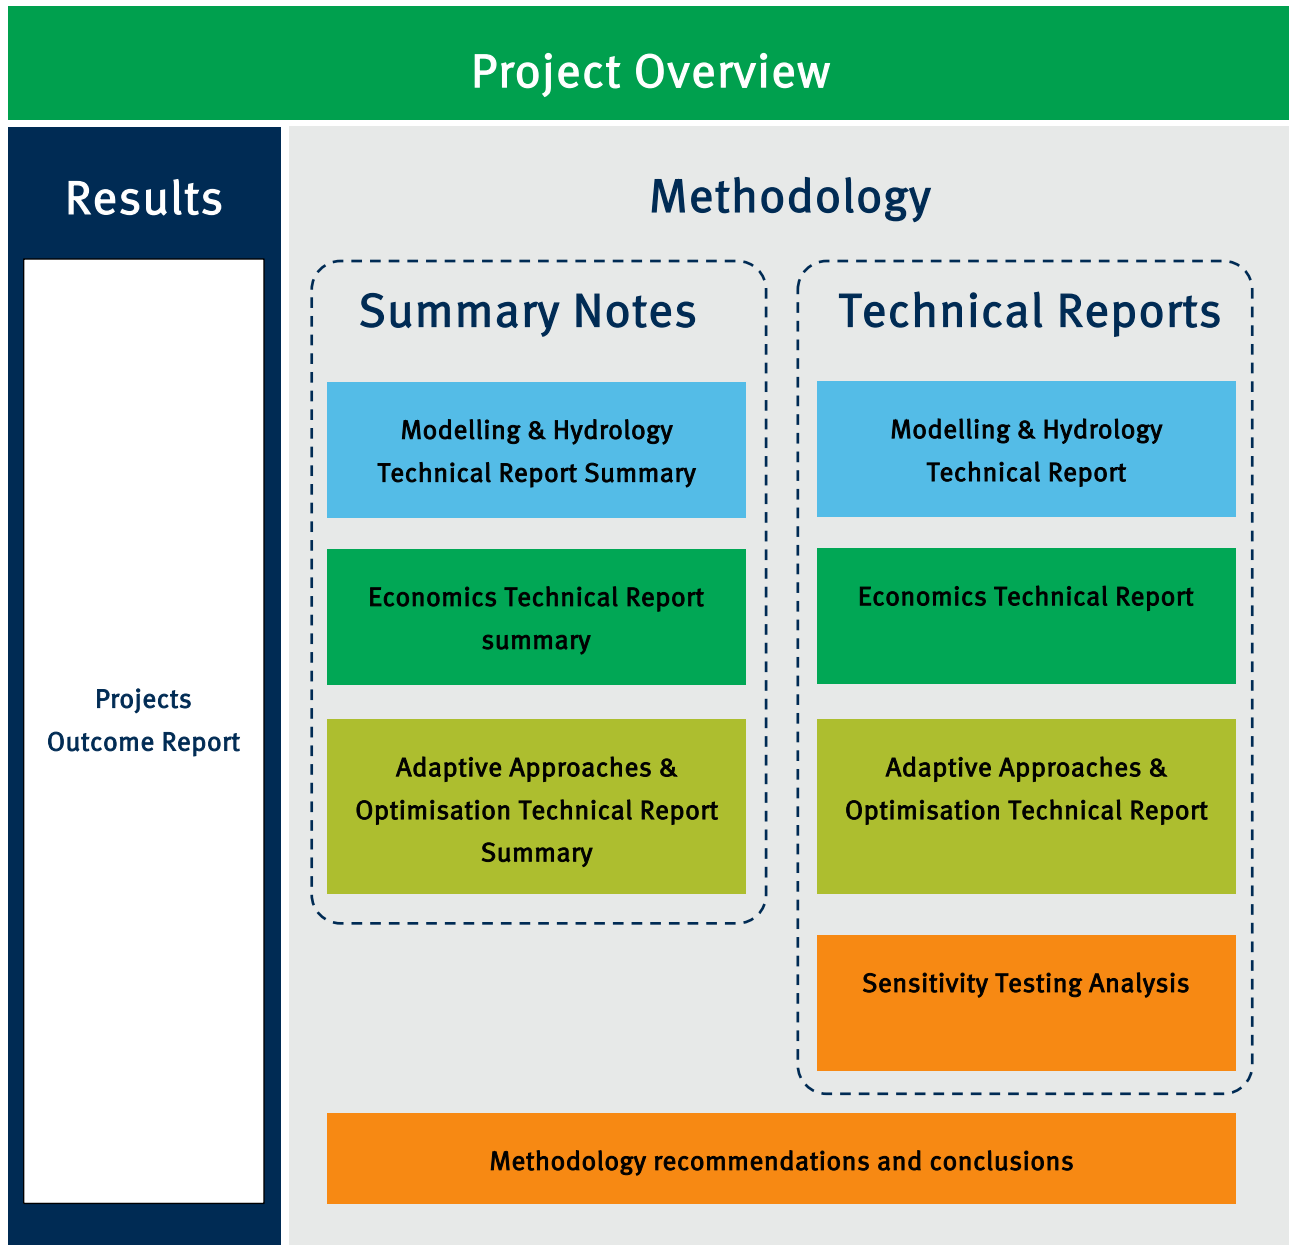 Project Overview
Results
Projects
Outcome Report
Methodology
Summary Notes
Modelling & Hydrology
Technical Report Summary
Economics Technical Report
summary
Adaptive Approaches &
Optimisation Technical Report
Summary
Technical Reports
Modelling & Hydrology
Technical Report
Economics Technical Report
Adaptive Approaches &
Optimisation Technical Report
Sensitivity Testing Analysis
Methodology recommendations and conclusions